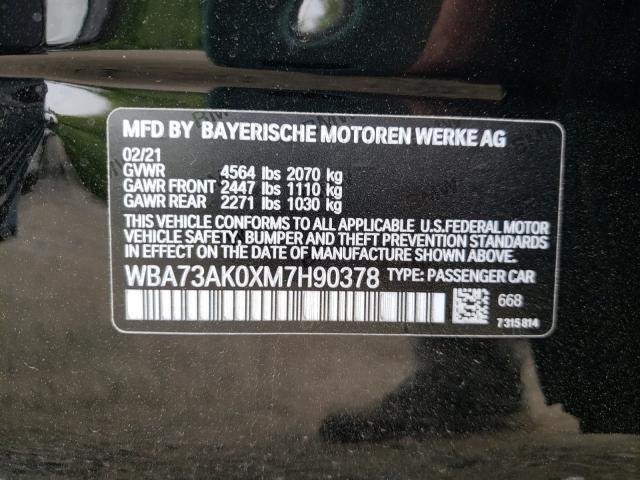 MFD BY BAYERISCHE MOTOREN WERKE AG
02/21
GVWR 4564 lbs 2070 kg
GAWR FRONT 2447 lbs 1110 kg
GAWR REAR 2271 lbs 1030 kg
THIS VEHICLE CONFORMS TO ALL APPLICABLE U.S.FEDERAL MOTOR
VEHICLE SAFETY, BUMPER AND THEFT PREVENTION STANDARDS
IN EFFECT ON THE DATE OF MANUFACTURE SHOWN ABOVE.
WBA73AK0XM7H90378 TYPE: PASSENGER CAR
668
7315814